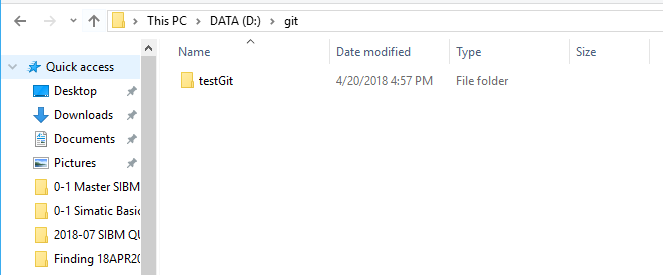 This PC > DATA (D:) > git
Name Date modified Type Size
Quick access
testGit 4/20/2018 4:57 PM File folder
Desktop
Downloads
Documents
Pictures
0-1 Master SIBM
0-1 Simatic Basic
2018-07 SIBM QU
Finding 18APR20